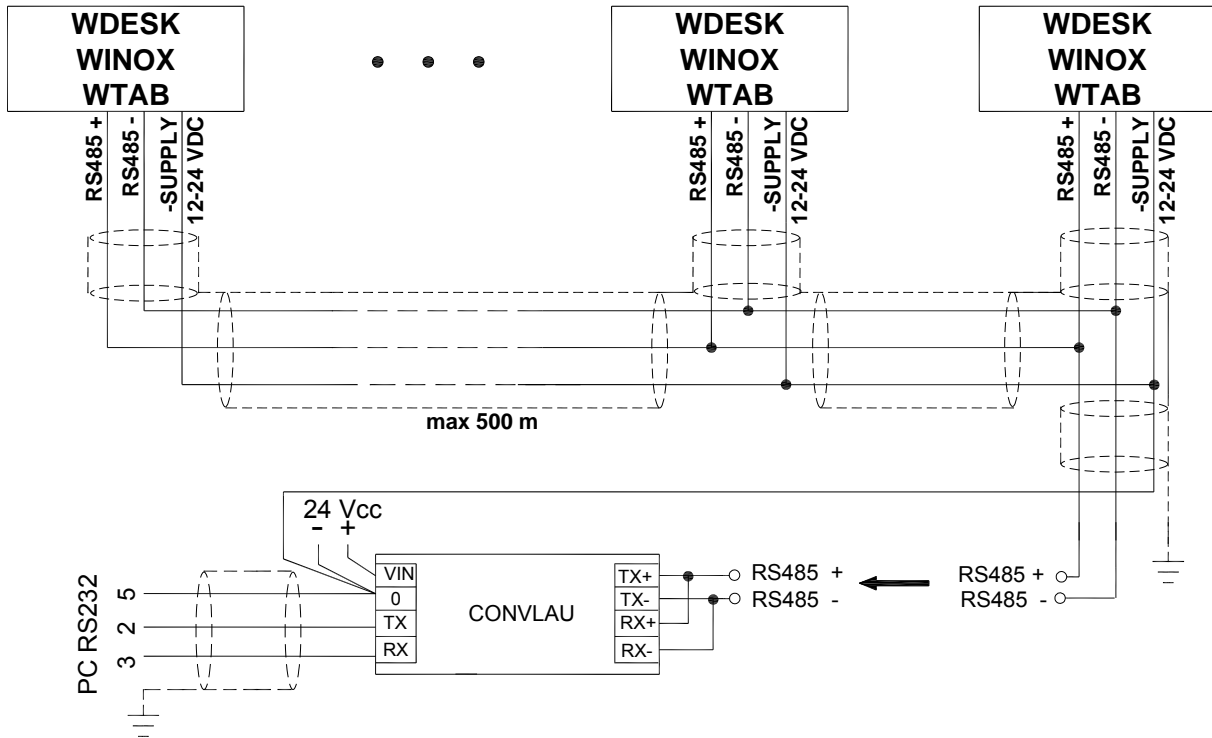 WDESK
WINOX
WTAB
WDESK
WINOX
WTAB
WDESK
WINOX
WTAB
RS485 +
RS485 -
-SUPPLY
12-24 VDC
RS485 +
RS485 -
-SUPPLY
12-24 VDC
RS485 +
RS485 -
-SUPPLY
12-24 VDC
max 500 m
24 Vcc
- +
PC RS232
5
2
3
VIN
0
TX
RX
CONVLAU
TX+
TX-
RX+
RX-
RS485 +
RS485 -
RS485 +
RS485 -